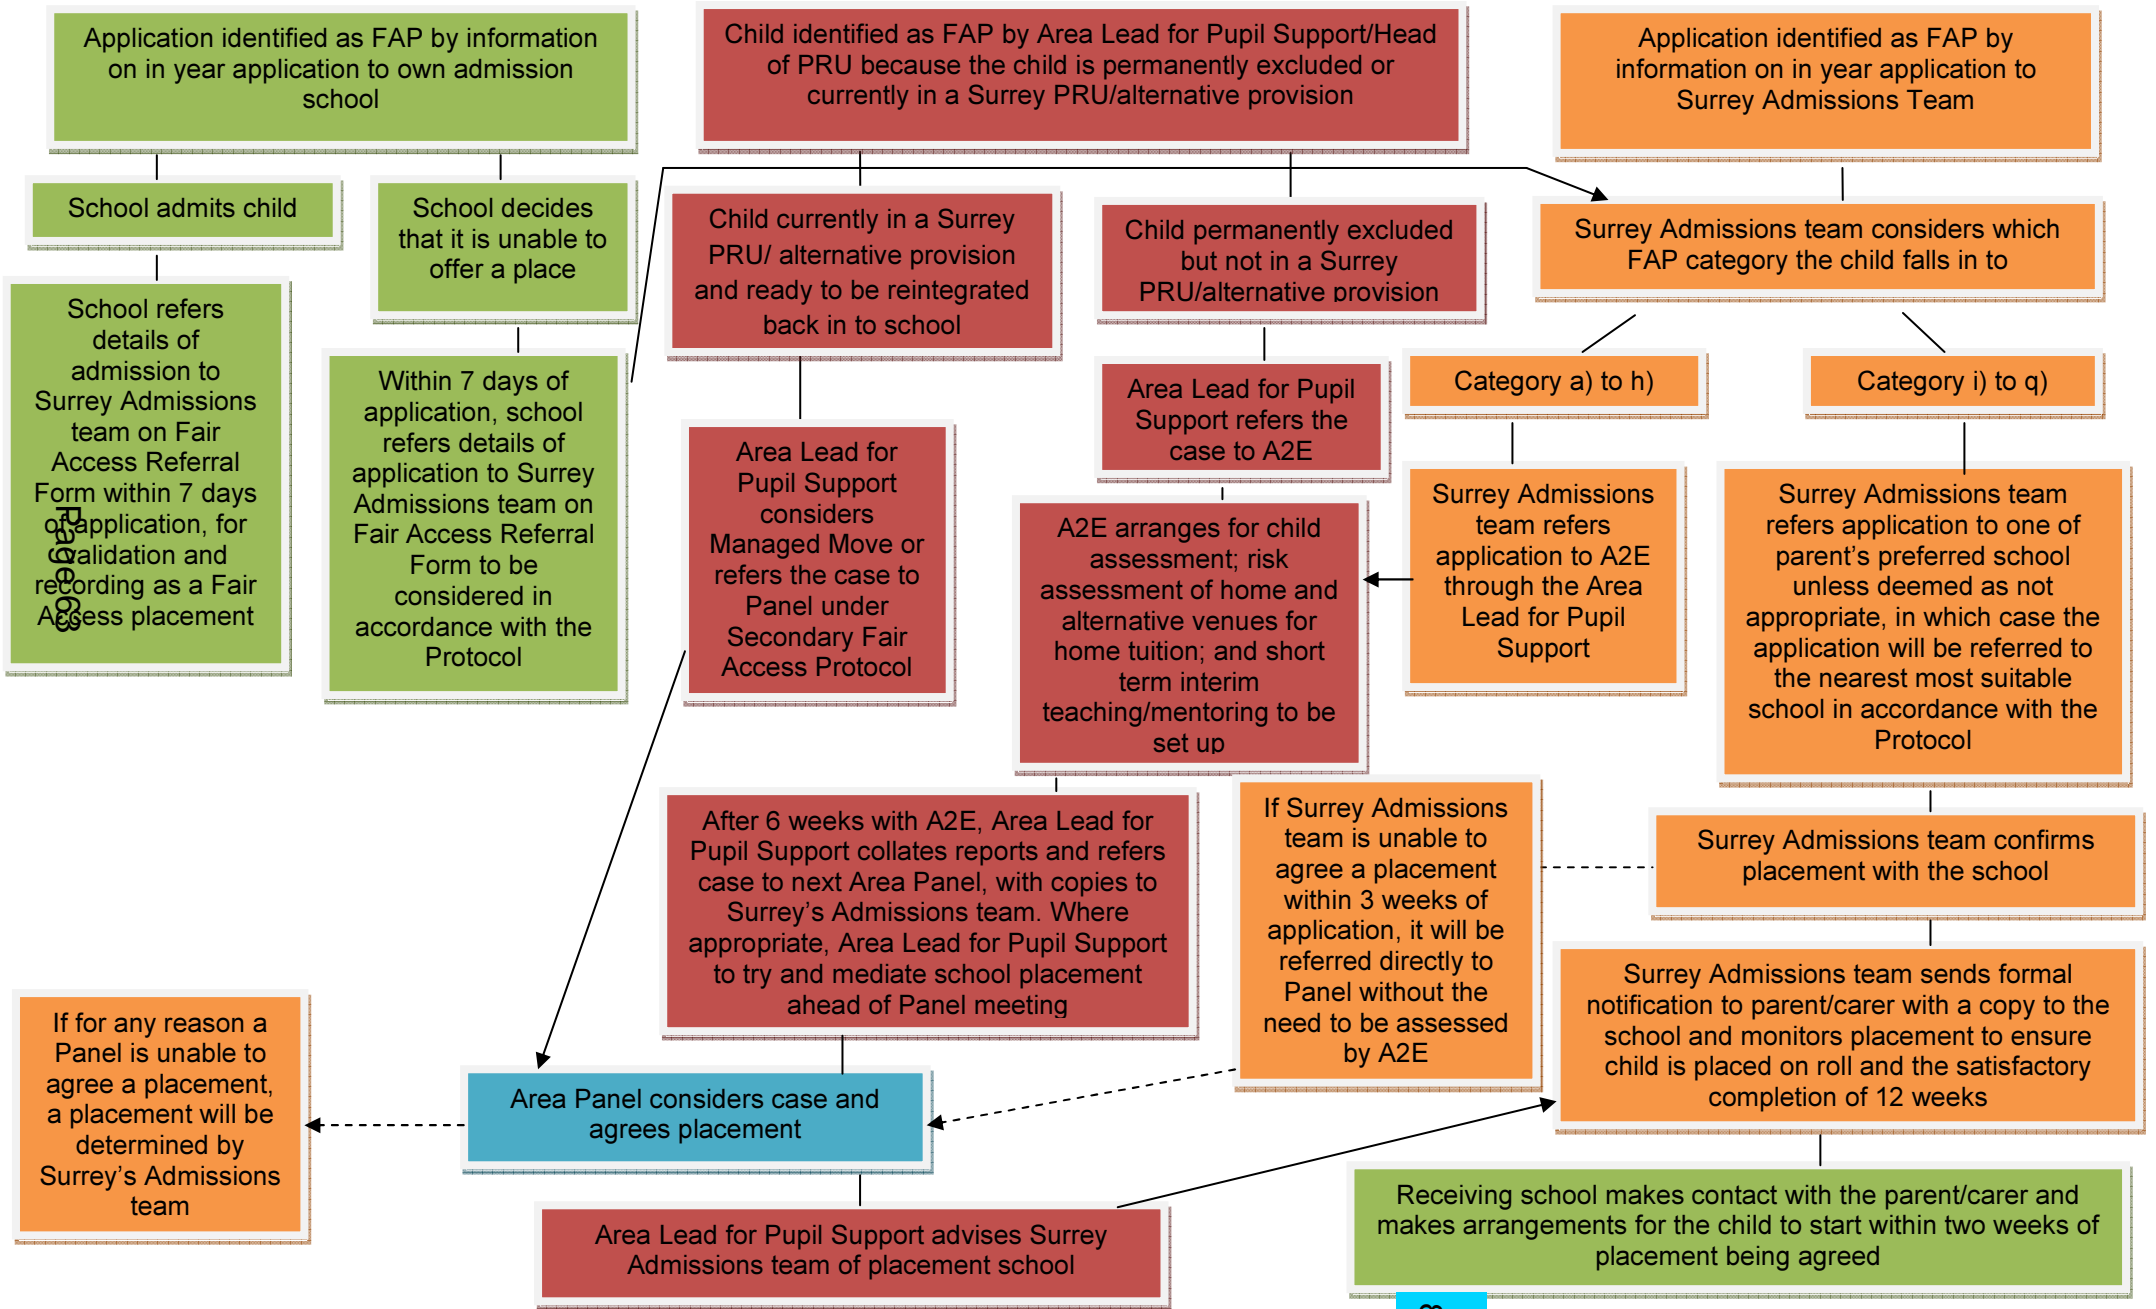 Application identified as FAP by information
on in year application to own admission
school
Child identified as FAP by Area Lead for Pupil Support/Head
of PRU because the child is permanently excluded or
currently in a Surrey PRU/alternative provision
Application identified as FAP by
information on in year application to
Surrey Admissions Team
School admits child
School decides
that it is unable to
offer a place
Child currently in a Surrey
PRU/ alternative provision
and ready to be reintegrated
back in to school
Child permanently excluded
but not in a Surrey
PRU/alternative provision
Surrey Admissions team considers which
FAP category the child falls in to
School refers
details of
admission to
Surrey Admissions
team on Fair
Access Referral
Form within 7 days
of application, for
validation and
recording as a Fair
Access placement
Page 63
Within 7 days of
application, school
refers details of
application to Surrey
Admissions team on
Fair Access Referral
Form to be
considered in
accordance with the
Protocol
Area Lead for
Pupil Support
considers
Managed Move or
refers the case to
Panel under
Secondary Fair
Access Protocol
Area Lead for Pupil
Support refers the
case to A2E
Category a) to h)
Category i) to q)
A2E arranges for child
assessment; risk
assessment of home and
alternative venues for
home tuition; and short
term interim
teaching/mentoring to be
set up
Surrey Admissions
team refers
application to A2E
through the Area
Lead for Pupil
Support
Surrey Admissions team
refers application to one of
parent's preferred school
unless deemed as not
appropriate, in which case the
application will be referred to
the nearest most suitable
school in accordance with the
Protocol
After 6 weeks with A2E, Area Lead for
Pupil Support collates reports and refers
case to next Area Panel, with copies to
Surrey's Admissions team. Where
appropriate, Area Lead for Pupil Support
to try and mediate school placement
ahead of Panel meeting
If Surrey Admissions
team is unable to
agree a placement
within 3 weeks of
application, it will be
referred directly to
Panel without the
need to be assessed
by A2E
Surrey Admissions team confirms
placement with the school
Surrey Admissions team sends formal
notification to parent/carer with a copy to the
school and monitors placement to ensure
child is placed on roll and the satisfactory
completion of 12 weeks
If for any reason a
Panel is unable to
agree a placement,
a placement will be
determined by
Surrey's Admissions
team
Area Panel considers case and
agrees placement
Area Lead for Pupil Support advises Surrey
Admissions team of placement school
Receiving school makes contact with the parent/carer and
makes arrangements for the child to start within two weeks of
placement being agreed